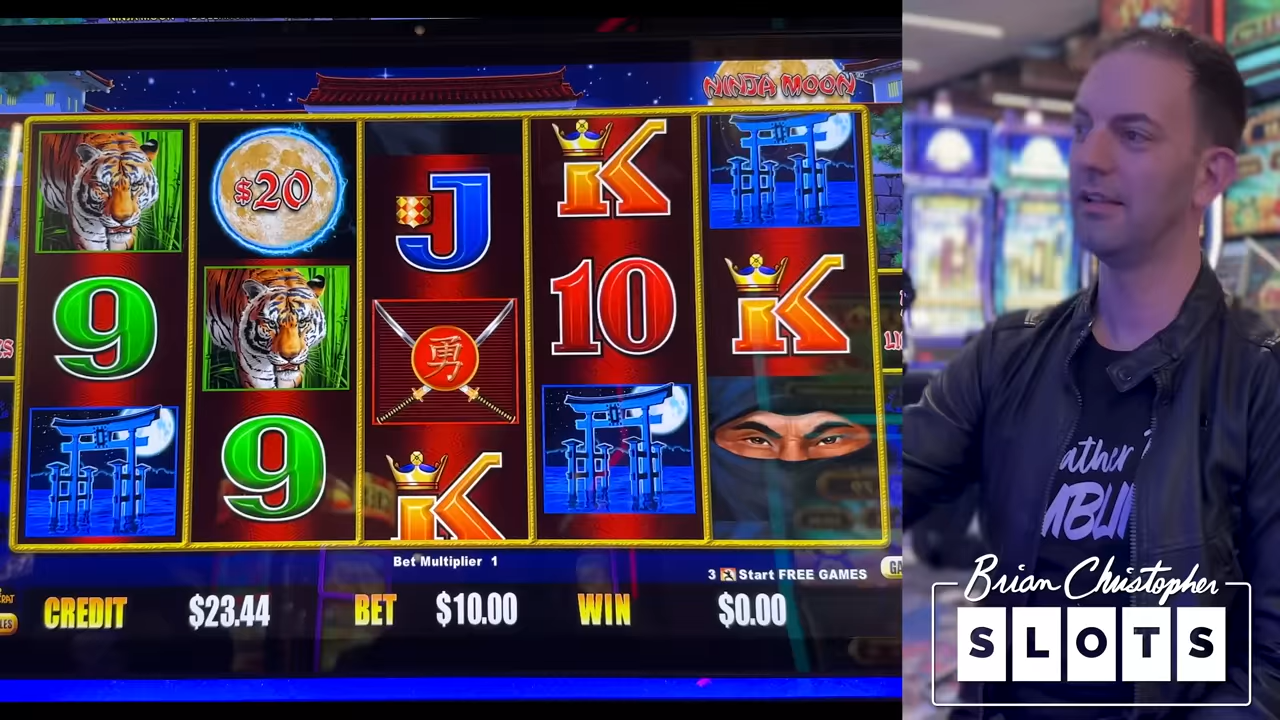 NINJA MOON
$20
J
K
9
10
K
勇
9
K
Bet Multiplier 1
3 Start FREE GAMES
CREDIT $23.44 BET $10.00 WIN $0.00
Brian Christopher
SLOTS